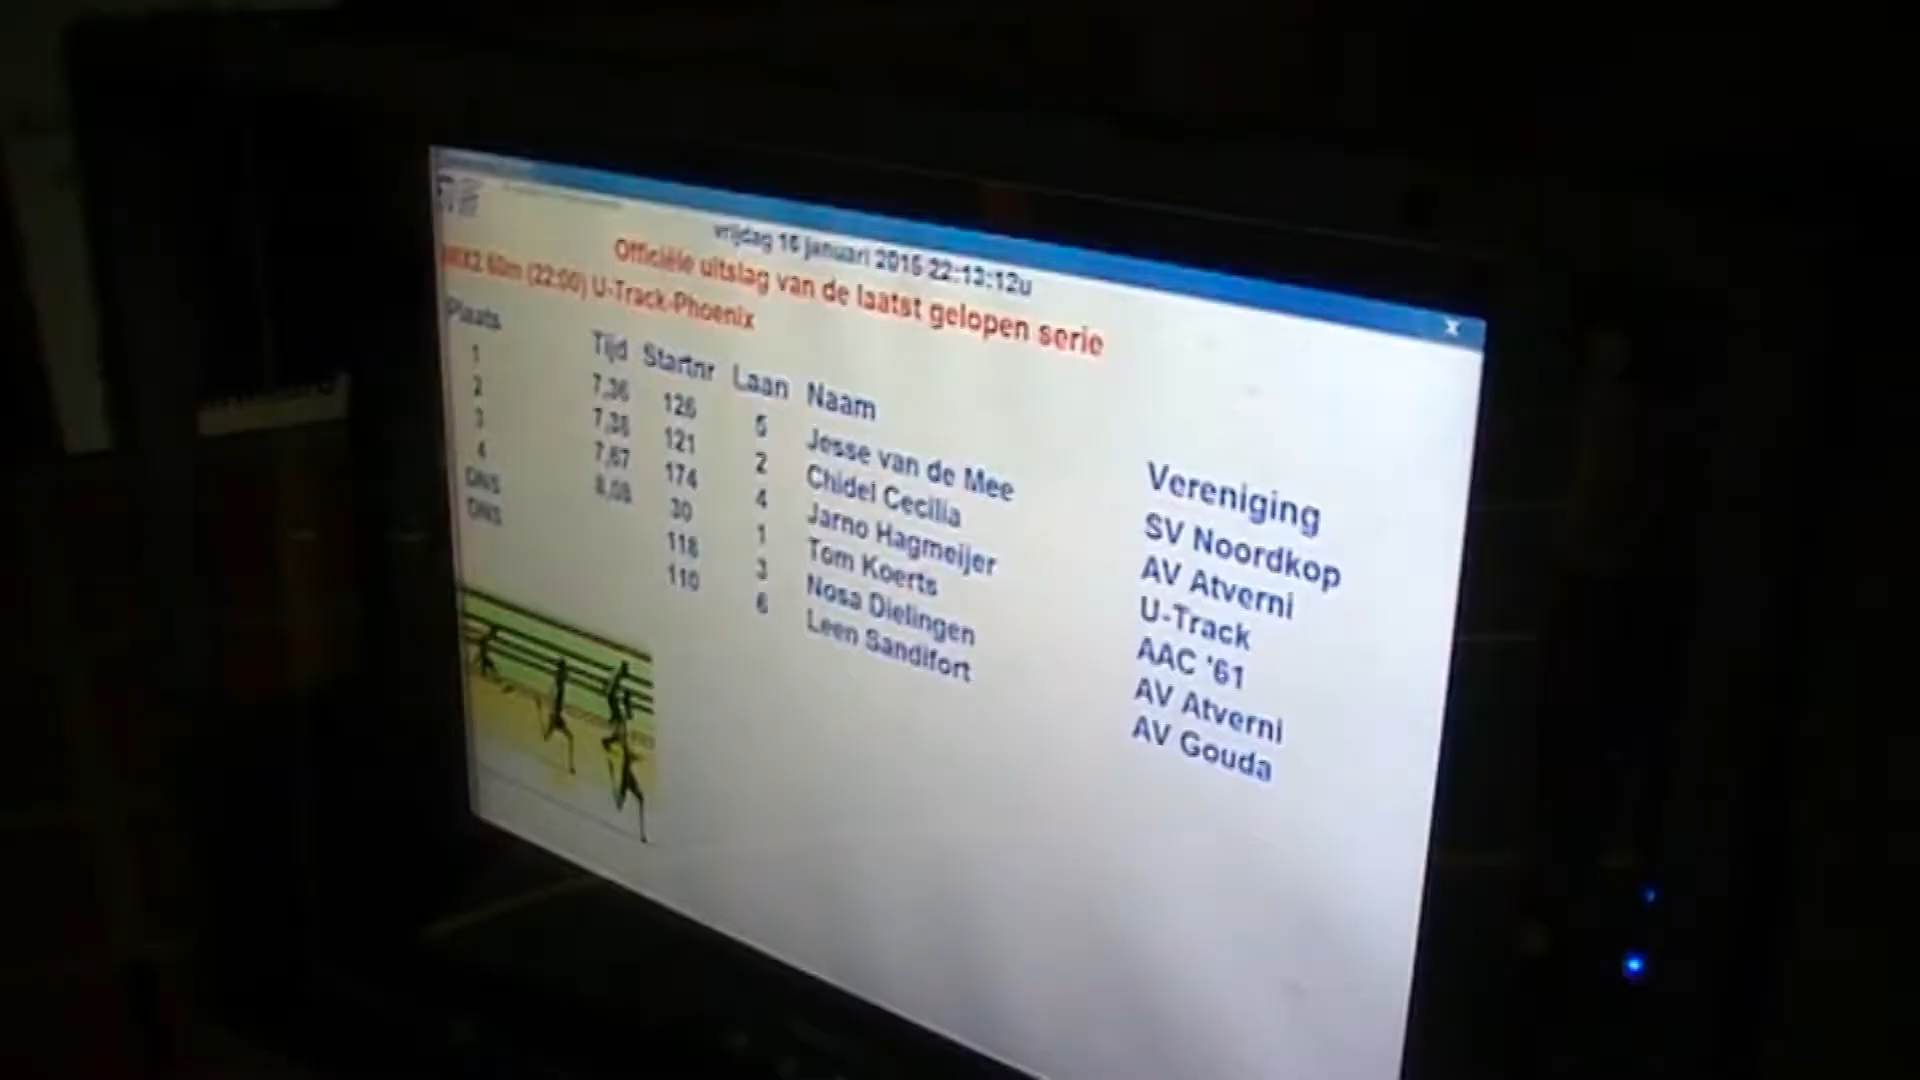 vrijdag 16 januari 2015 22:13:12u
Officiële uitslag van de laatst gelopen serie
60m (22:00) U-Track-Phoenix
Plaats Tijd Startnr Laan Naam Vereniging
1 7,36 126 5 Jesse van de Mee SV Noordkop
2 7,38 121 2 Chidel Cecilia AV Atverni
3 7,67 174 4 Jarno Hagmeijer U-Track
4 8,08 30 1 Tom Koerts AAC '61
DNS 118 3 Nosa Dielingen AV Atverni
DNS 110 6 Leen Sandifort AV Gouda